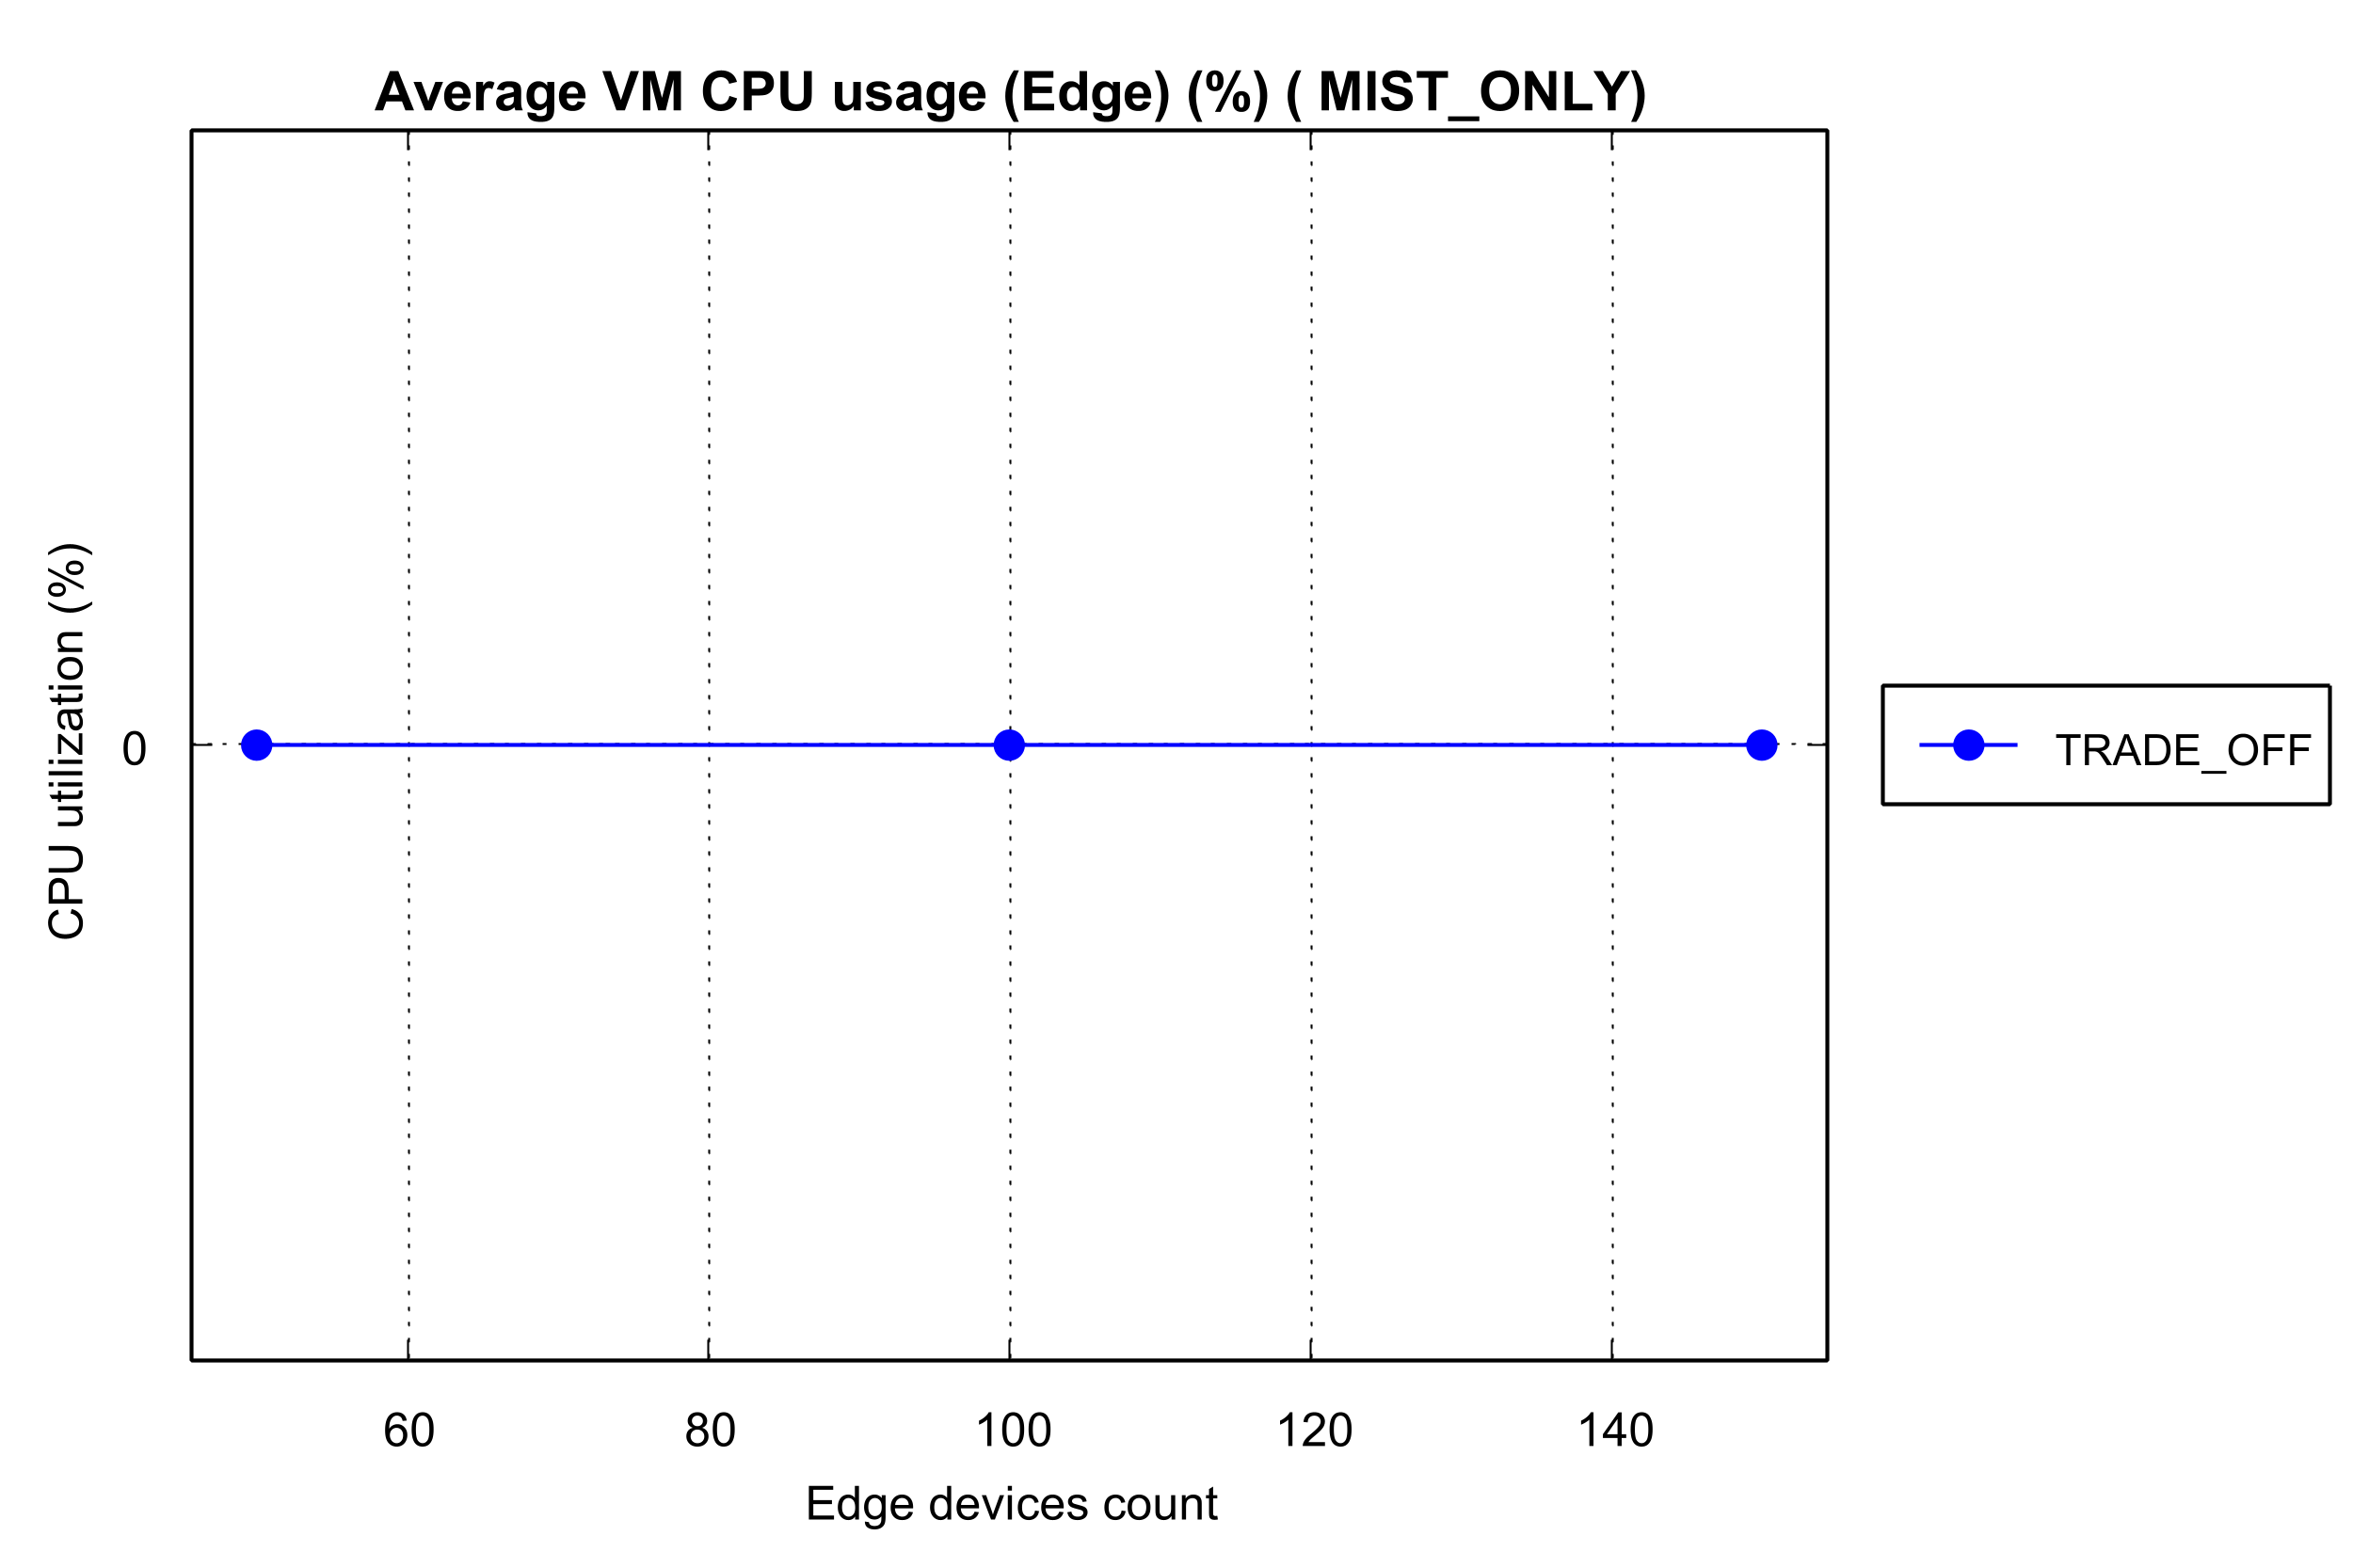 Average VM CPU usage (Edge) (%) ( MIST_ONLY)
CPU utilization (%)
0
TRADE_OFF
60 80 100 120 140
Edge devices count